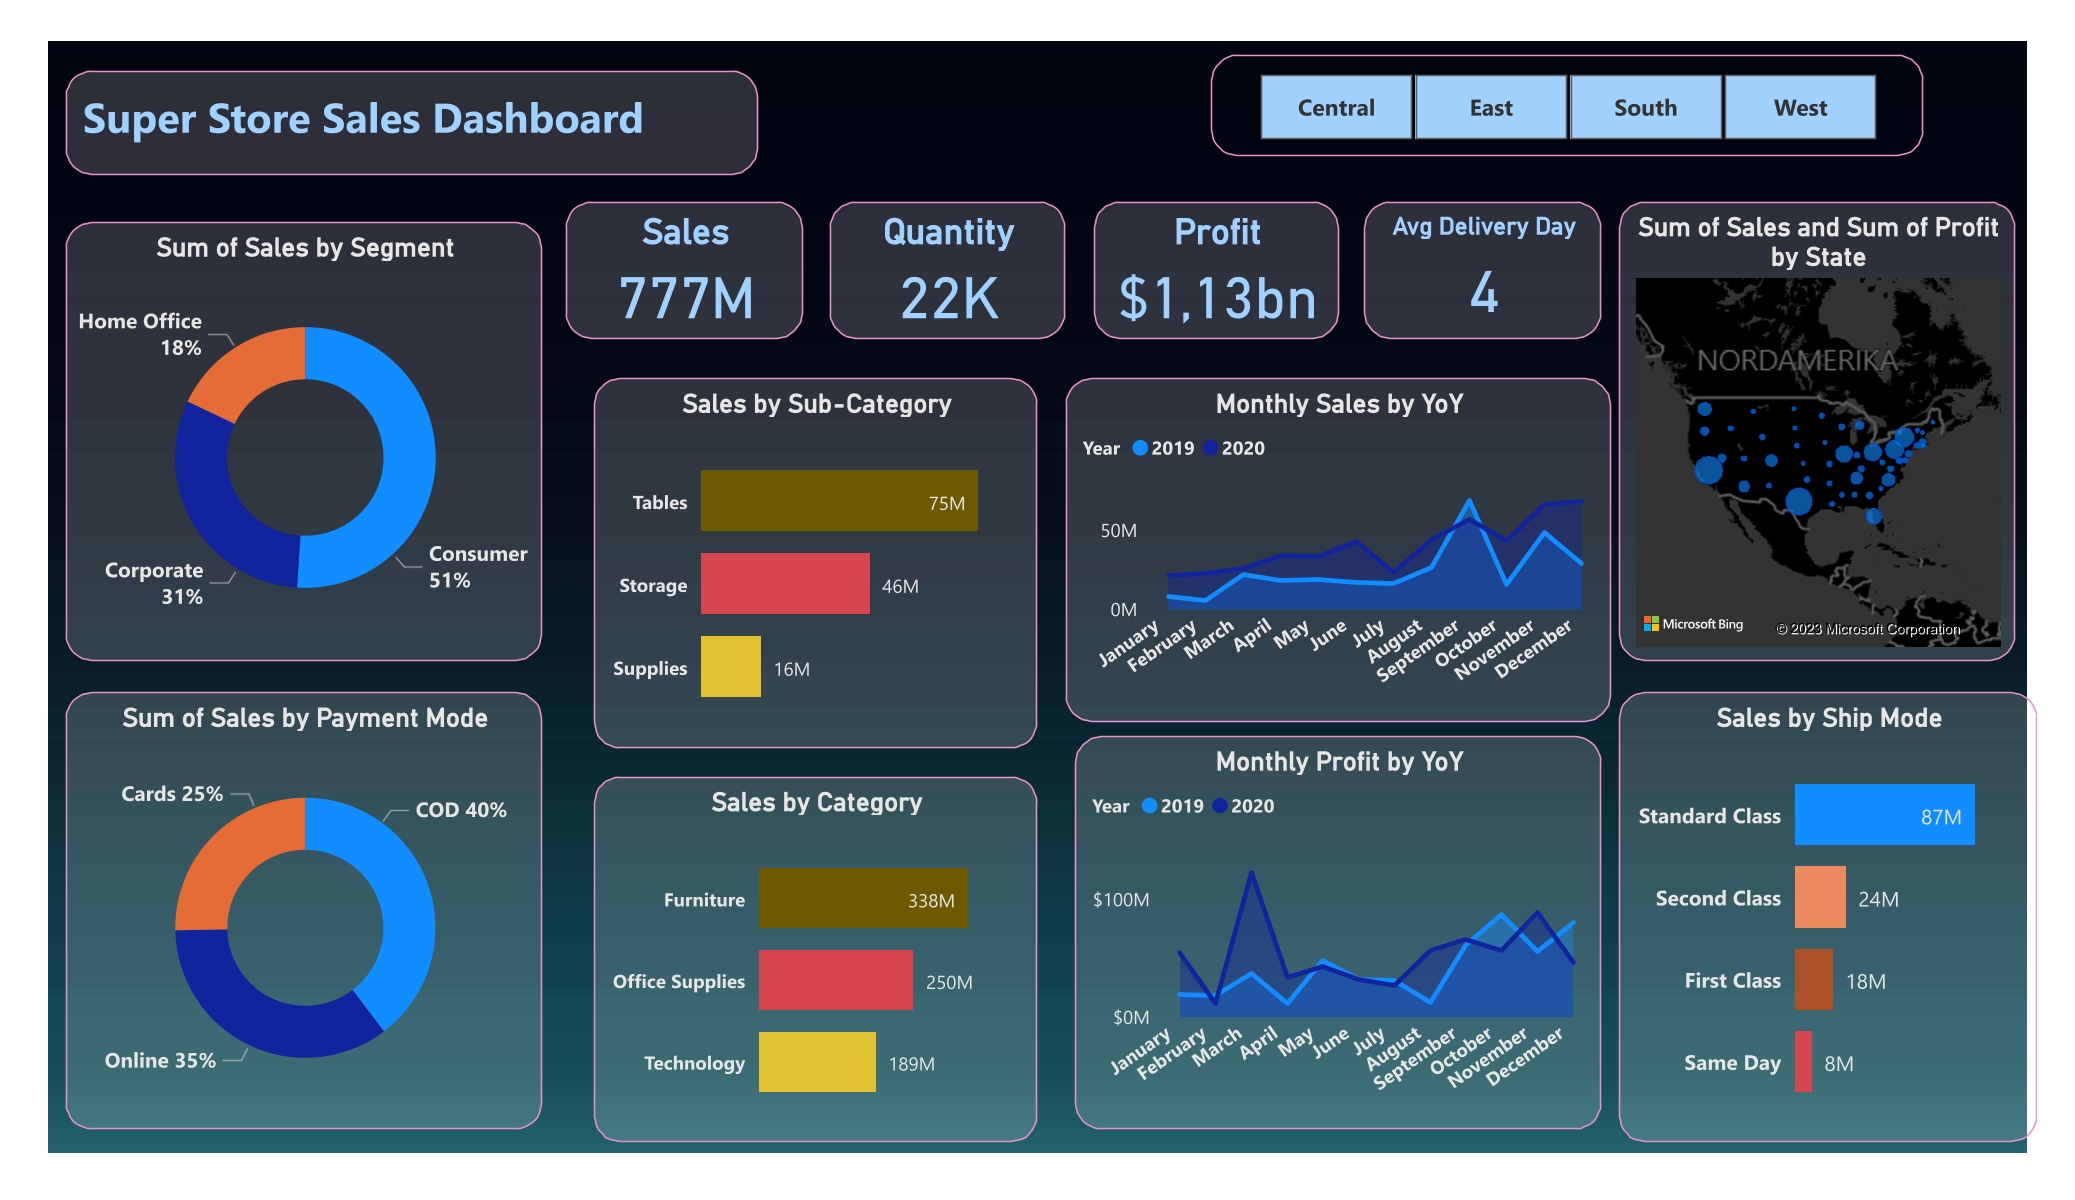 Super Store Sales Dashboard
Central
East
South
West
Sum of Sales by Segment
Home Office
18%
Corporate
31%
Consumer
51%
Sales
777M
Quantity
22K
Profit
$1,13bn
Avg Delivery Day
4
Sum of Sales and Sum of Profit
by State
NORDAMERIKA
Microsoft Bing
© 2023 Microsoft Corporation
Sales by Sub-Category
Tables
75M
Storage
46M
Supplies
16M
Monthly Sales by YoY
Year 2019 2020
50M
0M
January
February
March
April
May
June
July
August
September
October
November
December
Sum of Sales by Payment Mode
Cards 25%
COD 40%
Online 35%
Sales by Category
Furniture
338M
Office Supplies
250M
Technology
189M
Monthly Profit by YoY
Year 2019 2020
$100M
$0M
January
February
March
April
May
June
July
August
September
October
November
December
Sales by Ship Mode
Standard Class
87M
Second Class
24M
First Class
18M
Same Day
8M